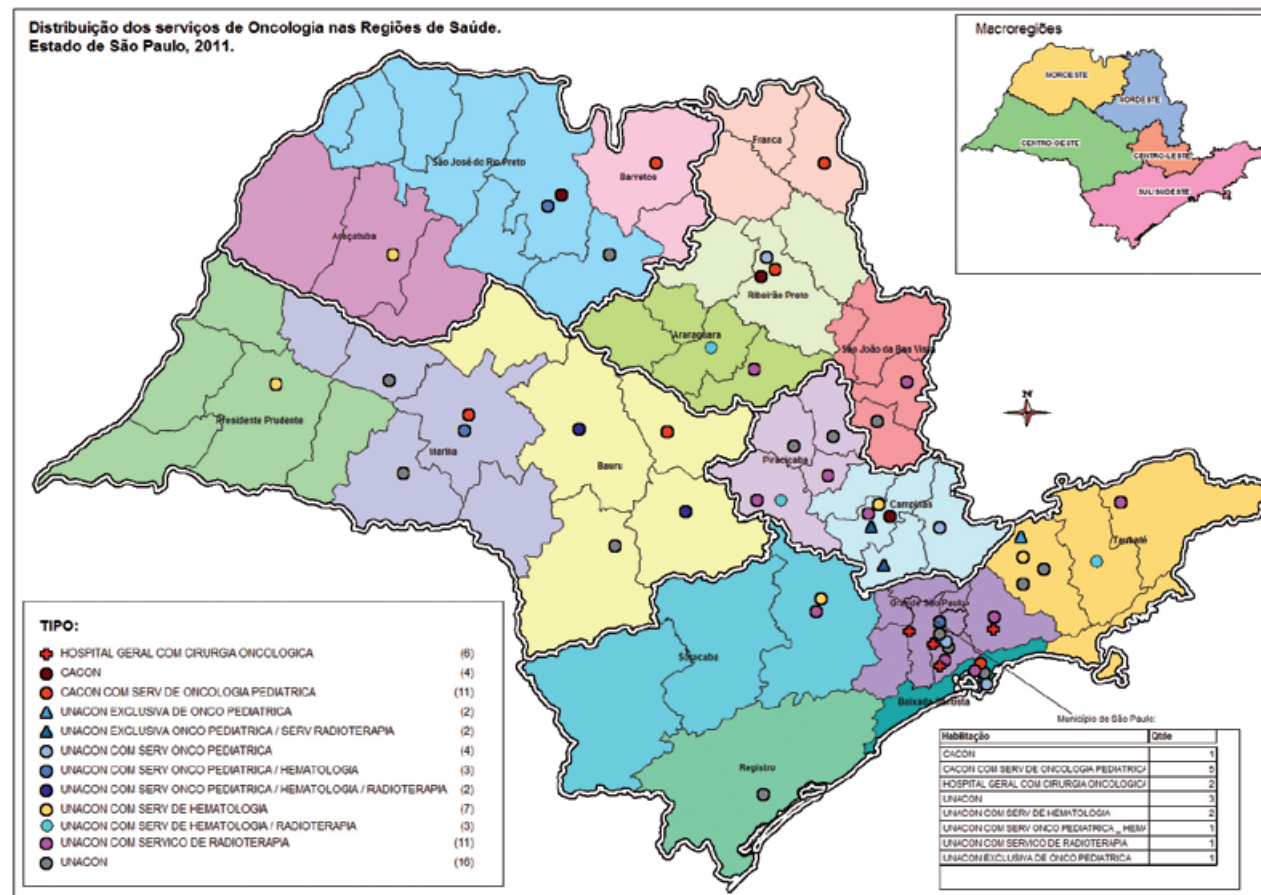 Distribuição dos serviços de Oncologia nas Regiões de Saúde.
Estado de São Paulo, 2011.
Macroregiões
NOROESTE
NORDESTE
CENTRO-OESTE
CENTRO-LESTE
SUL/SUDESTE
São José do Rio Preto
Barretos
Franca
Araçatuba
Ribeirão Preto
Araraquara
São João da Boa Vista
N
Presidente Prudente
Marília
Bauru
Piracicaba
Campinas
Taubaté
Grande São Paulo
Sorocaba
Baixada Santista
Registro
TIPO:
HOSPITAL GERAL COM CIRURGIA ONCOLOGICA (6)
CACON (4)
CACON COM SERV DE ONCOLOGIA PEDIATRICA (11)
UNACON EXCLUSIVA DE ONCO PEDIATRICA (2)
UNACON EXCLUSIVA ONCO PEDIATRICA / SERV RADIOTERAPIA (2)
UNACON COM SERV ONCO PEDIATRICA (4)
UNACON COM SERV ONCO PEDIATRICA / HEMATOLOGIA (3)
UNACON COM SERV ONCO PEDIATRICA / HEMATOLOGIA / RADIOTERAPIA (2)
UNACON COM SERV DE HEMATOLOGIA (7)
UNACON COM SERV DE HEMATOLOGIA / RADIOTERAPIA (3)
UNACON COM SERVICO DE RADIOTERAPIA (11)
UNACON (16)
Município de São Paulo:
Habilitação Qtde
CACON 1
CACON COM SERV DE ONCOLOGIA PEDIATRICA 5
HOSPITAL GERAL COM CIRURGIA ONCOLOGICA 2
UNACON 3
UNACON COM SERV DE HEMATOLOGIA 2
UNACON COM SERV ONCO PEDIATRICA _ HEMA 1
UNACON COM SERVICO DE RADIOTERAPIA 1
UNACON EXCLUSIVA DE ONCO PEDIATRICA 1